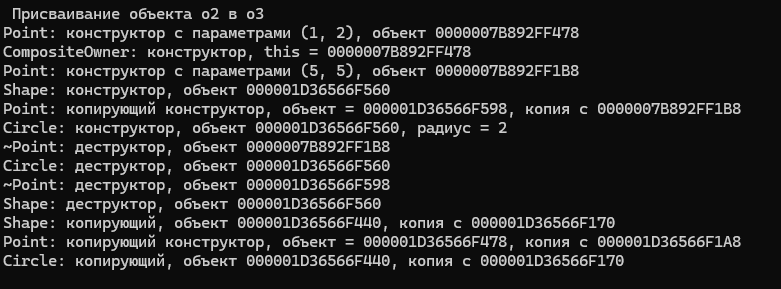 Присваивание объекта o2 в o3
Point: конструктор с параметрами (1, 2), объект 0000007B892FF478
CompositeOwner: конструктор, this = 0000007B892FF478
Point: конструктор с параметрами (5, 5), объект 0000007B892FF1B8
Shape: конструктор, объект 000001D36566F560
Point: копирующий конструктор, объект = 000001D36566F598, копия с 0000007B892FF1B8
Circle: конструктор, объект 000001D36566F560, радиус = 2
~Point: деструктор, объект 0000007B892FF1B8
Circle: деструктор, объект 000001D36566F560
~Point: деструктор, объект 000001D36566F598
Shape: деструктор, объект 000001D36566F560
Shape: копирующий, объект 000001D36566F440, копия с 000001D36566F170
Point: копирующий конструктор, объект = 000001D36566F478, копия с 000001D36566F1A8
Circle: копирующий, объект 000001D36566F440, копия с 000001D36566F170